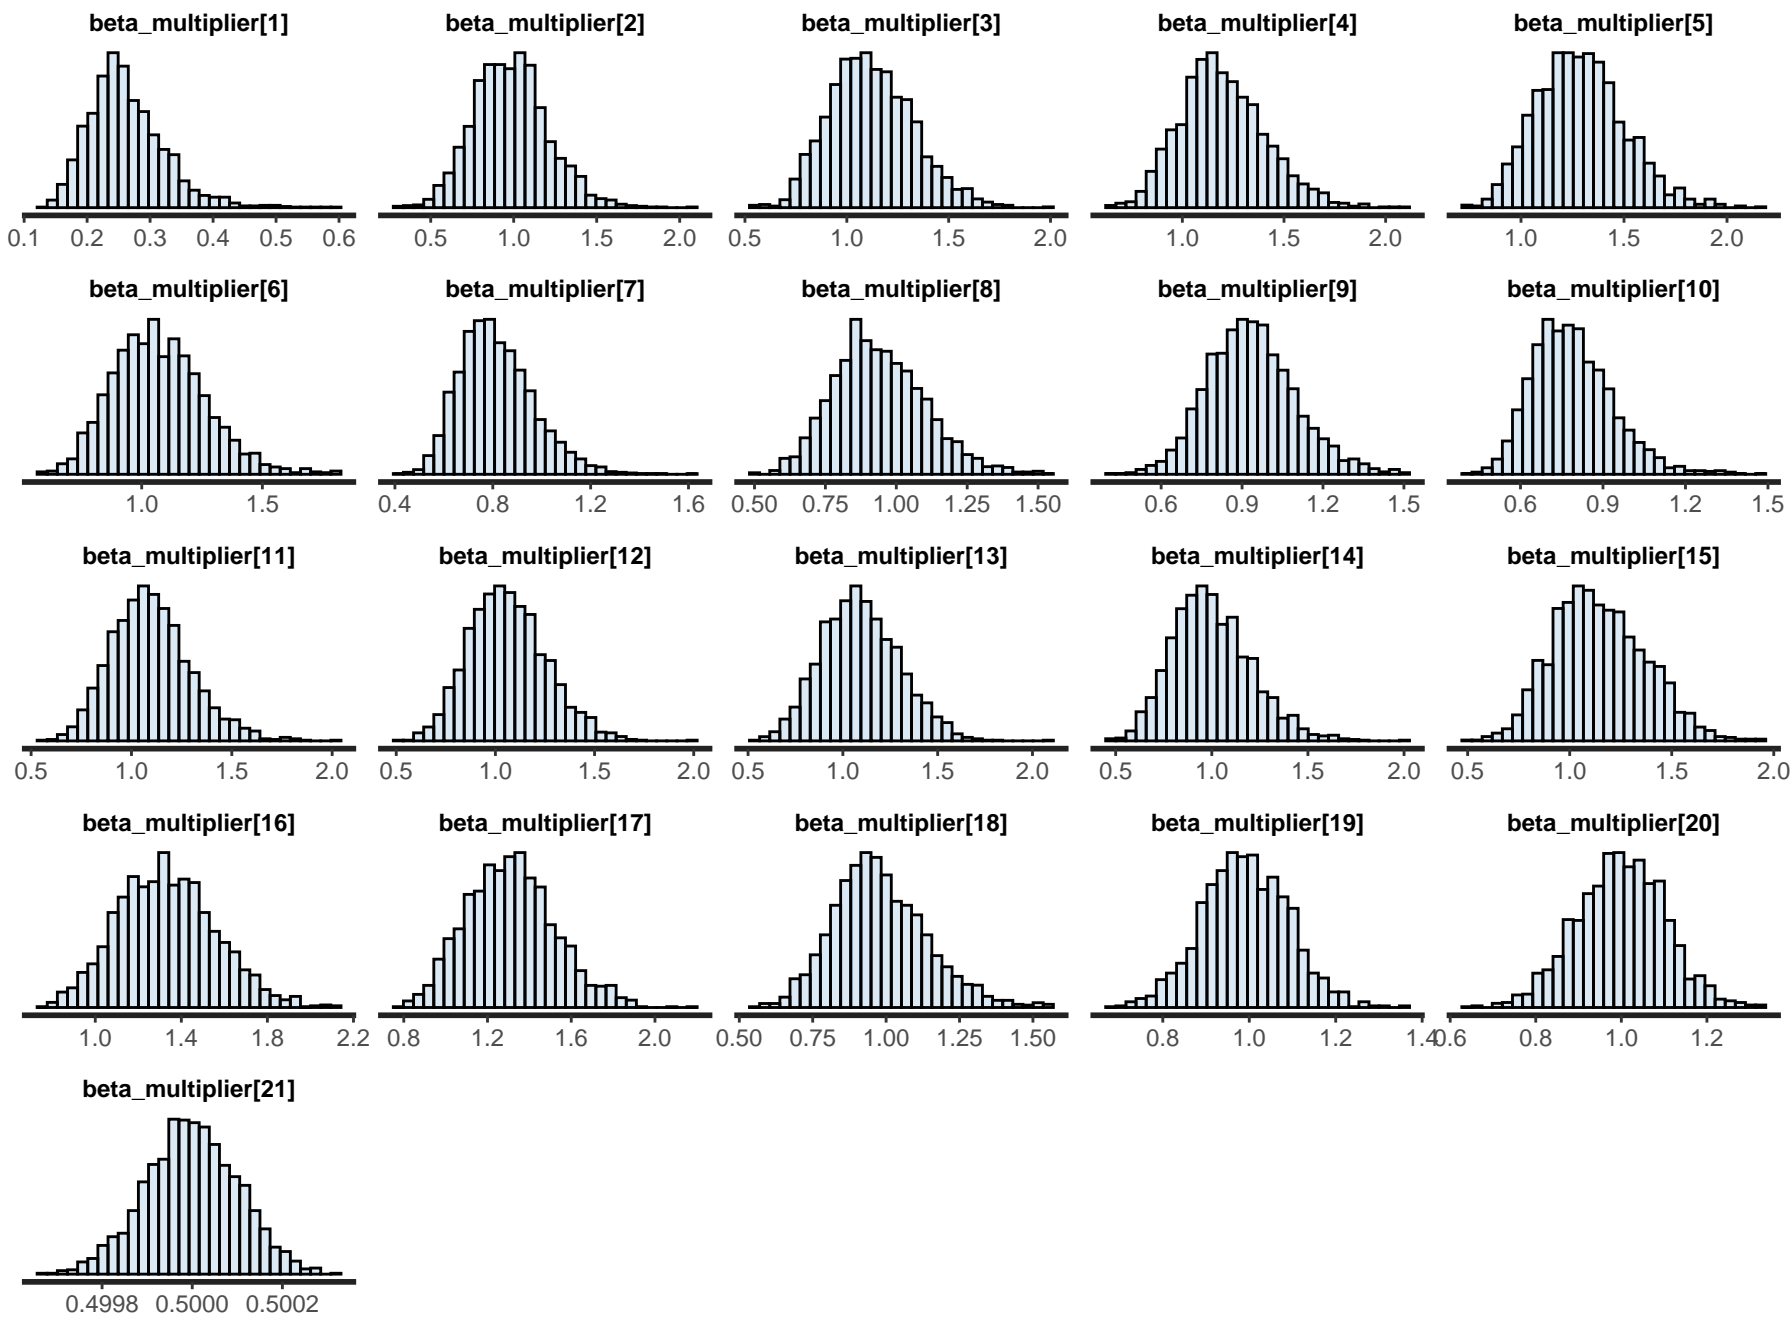 beta_multiplier[1] beta_multiplier[2] beta_multiplier[3] beta_multiplier[4] beta_multiplier[5]
0.1 0.2 0.3 0.4 0.5 0.6 0.5 1.0 1.5 2.0 0.5 1.0 1.5 2.0 1.0 1.5 2.0 1.0 1.5 2.0
beta_multiplier[6] beta_multiplier[7] beta_multiplier[8] beta_multiplier[9] beta_multiplier[10]
1.0 1.5 0.4 0.8 1.2 1.6 0.50 0.75 1.00 1.25 1.50 0.6 0.9 1.2 1.5 0.6 0.9 1.2 1.5
beta_multiplier[11] beta_multiplier[12] beta_multiplier[13] beta_multiplier[14] beta_multiplier[15]
0.5 1.0 1.5 2.0 0.5 1.0 1.5 2.0 0.5 1.0 1.5 2.0 0.5 1.0 1.5 2.0 0.5 1.0 1.5 2.0
beta_multiplier[16] beta_multiplier[17] beta_multiplier[18] beta_multiplier[19] beta_multiplier[20]
1.0 1.4 1.8 2.2 0.8 1.2 1.6 2.0 0.50 0.75 1.00 1.25 1.50 0.8 1.0 1.2 1.4 0.6 0.8 1.0 1.2
beta_multiplier[21]
0.4998 0.5000 0.5002